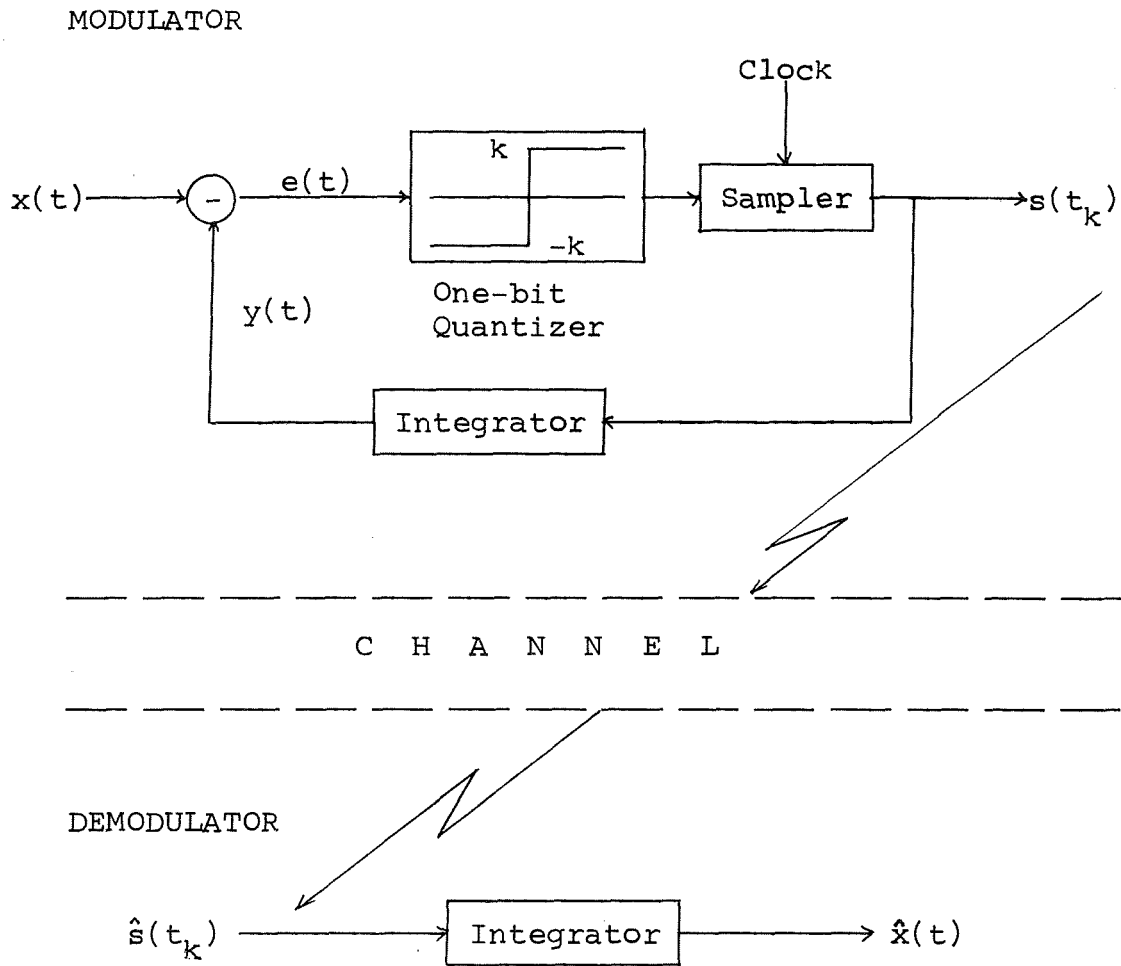 MODULATOR
Clock
k
x(t)
-
e(t)
Sampler
s(t_k)
-k
One-bit
Quantizer
y(t)
Integrator
C H A N N E L
DEMODULATOR
ŝ(t_k)
Integrator
x̂(t)